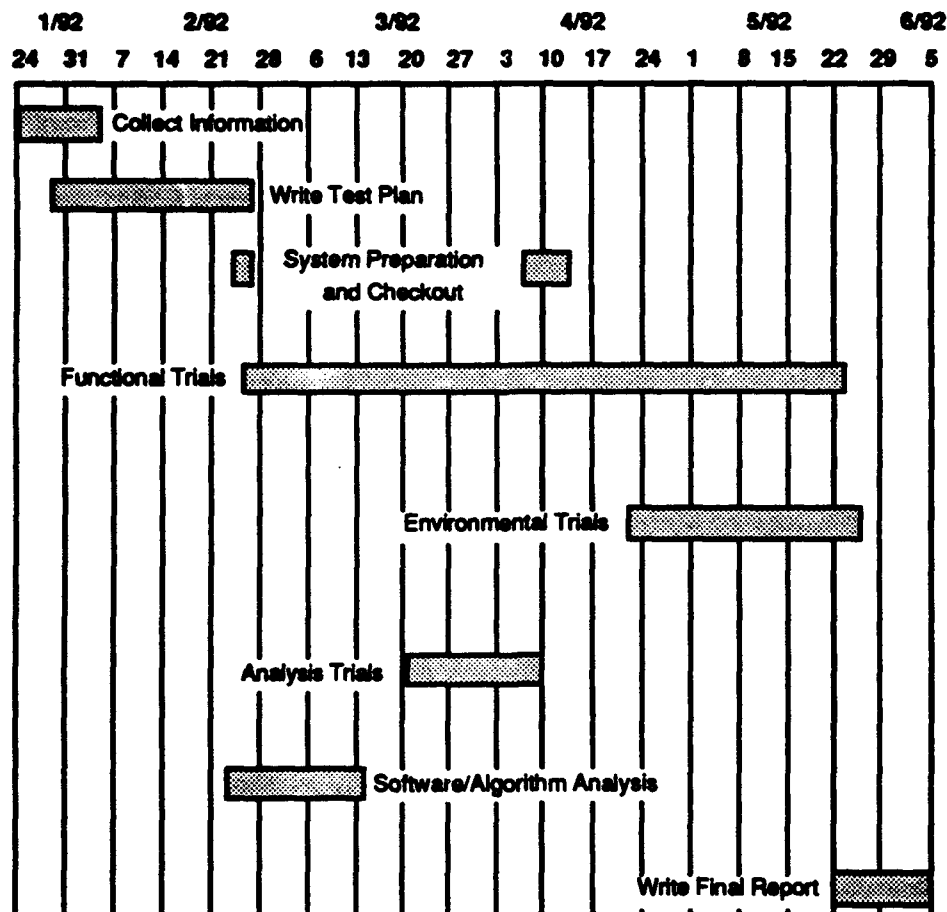 1/92 2/92 3/92 4/92 5/92 6/92
24 31 7 14 21 28 6 13 20 27 3 10 17 24 1 8 15 22 29 5
Collect Information
Write Test Plan
System Preparation
and Checkout
Functional Trials
Environmental Trials
Analysis Trials
Software/Algorithm Analysis
Write Final Report